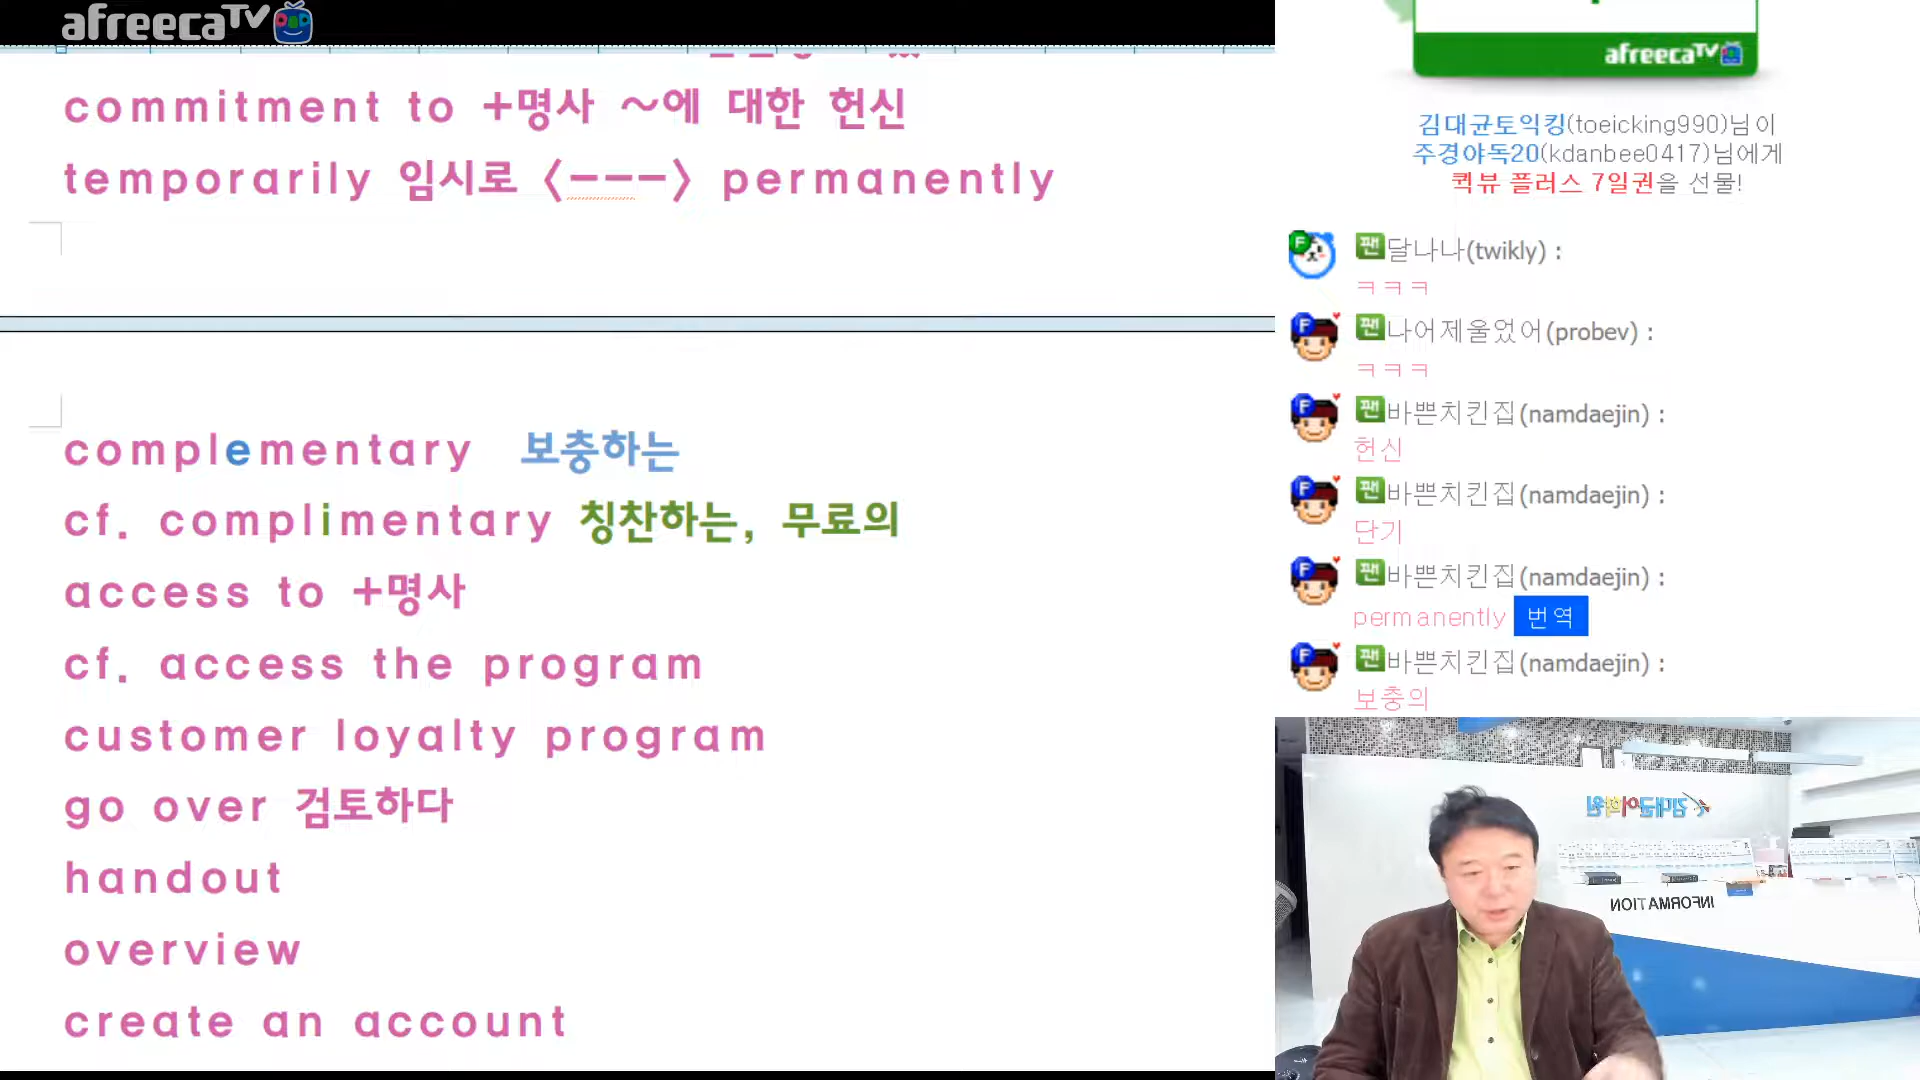 afreecaTV
commitment to +명사 ~에 대한 헌신
temporarily 임시로 <---> permanently
complementary 보충하는
cf. complimentary 칭찬하는, 무료의
access to +명사
cf. access the program
customer loyalty program
go over 검토하다
handout
overview
create an account
afreecaTV
김대균토익킹(toeicking990)님이
주경야독20(kdanbee0417)님에게
퀵뷰 플러스 7일권을 선물!
팬달나나(twikly) :
ㅋㅋㅋ
팬나어제울었어(probev) :
ㅋㅋㅋ
팬바쁜치킨집(namdaejin) :
헌신
팬바쁜치킨집(namdaejin) :
단기
팬바쁜치킨집(namdaejin) :
permanently 번역
팬바쁜치킨집(namdaejin) :
보충의
김대균어학원
INFORMATION